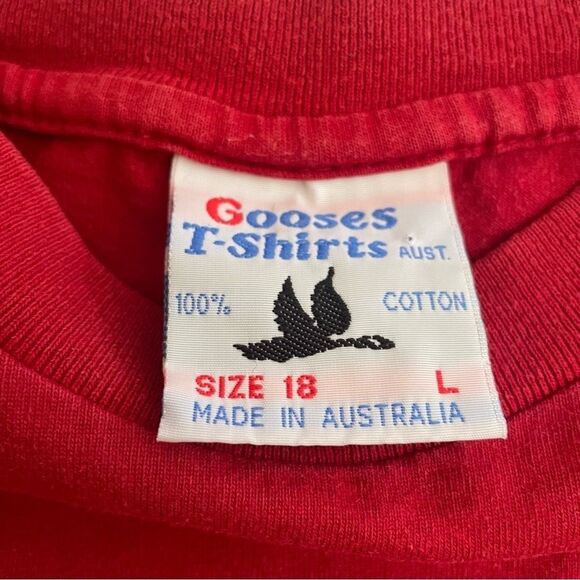 Gooses
T-Shirts AUST.
100% COTTON
SIZE 18 L
MADE IN AUSTRALIA